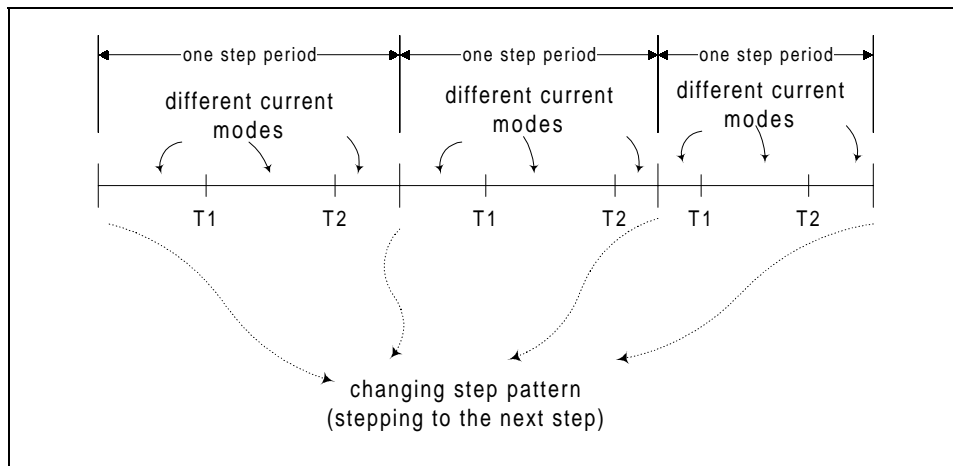 one step period one step period one step period
different current modes
different current modes
different current modes
T1 T2 T1 T2 T1 T2
changing step pattern
(stepping to the next step)